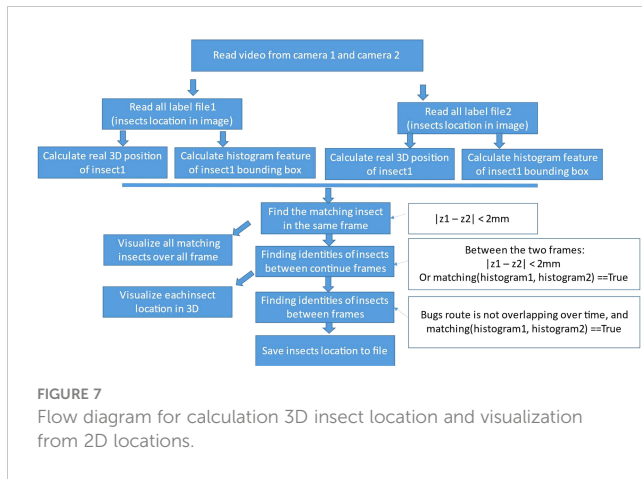 Read video from camera 1 and camera 2
Read all label file1
(insects location in image)
Read all label file2
(insects location in image)
Calculate real 3D position
of insect1
Calculate histogram feature
of insect1 bounding box
Calculate real 3D position
of insect1
Calculate histogram feature
of insect1 bounding box
Find the matching insect
in the same frame
|z1 – z2| < 2mm
Visualize all matching
insects over all frame
Finding identities of insects
between continue frames
Between the two frames:
|z1 – z2| < 2mm
Or matching(histogram1, histogram2) ==True
Visualize eachinsect
location in 3D
Finding identities of insects
between frames
Bugs route is not overlapping over time, and
matching(histogram1, histogram2) ==True
Save insects location to file
FIGURE 7
Flow diagram for calculation 3D insect location and visualization
from 2D locations.